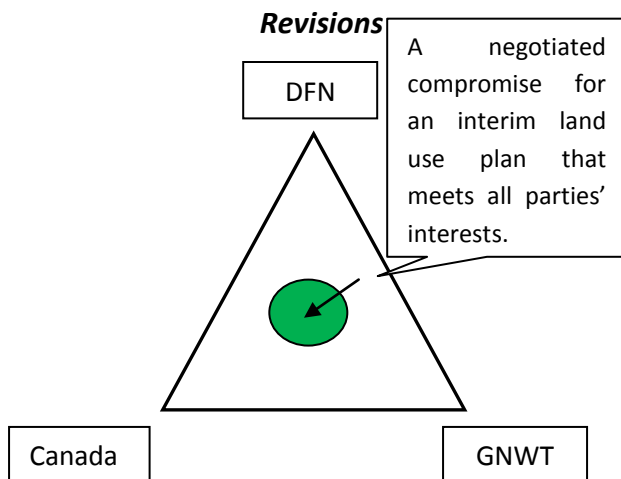 Revisions
DFN
A negotiated
compromise for
an interim land
use plan that
meets all parties’
interests.
Canada
GNWT